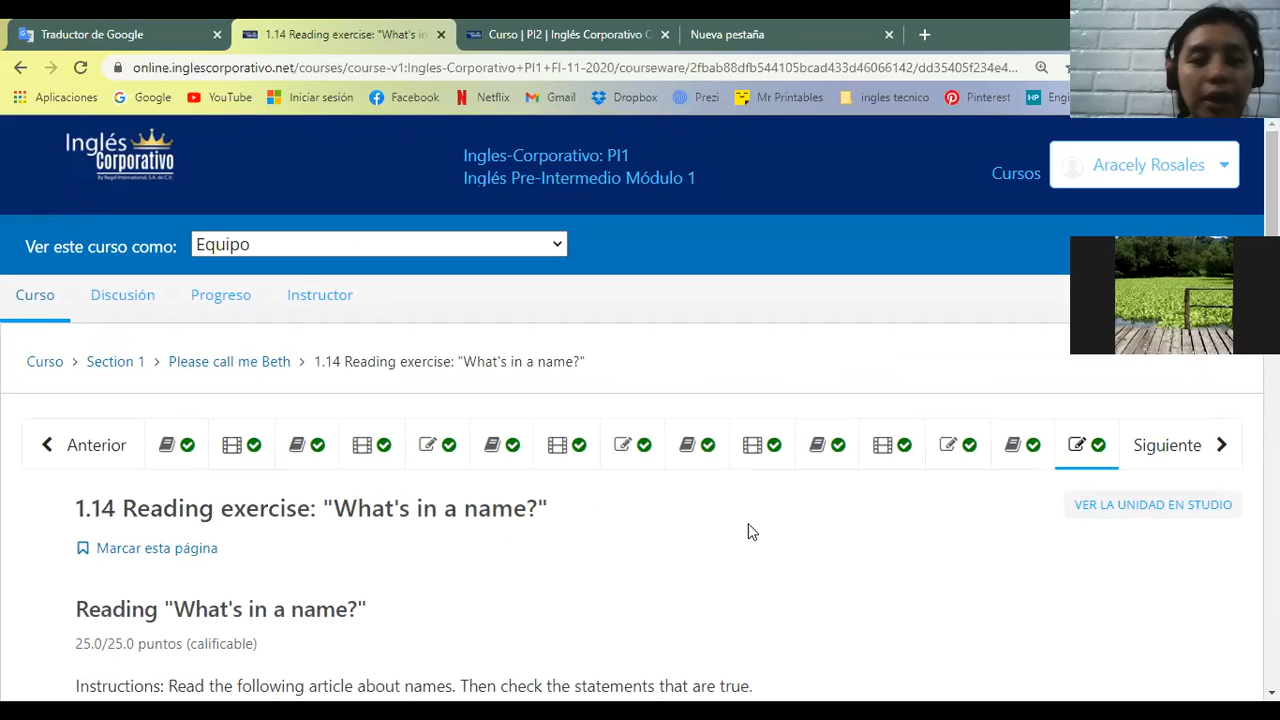 Traductor de Google
1.14 Reading exercise: "What's in
Curso | PI2 | Inglés Corporativo C
Nueva pestaña
online.inglescorporativo.net/courses/course-v1:Ingles-Corporativo+PI1+FI-11-2020/courseware/2fbab88dfb544105bcad433d46066142/dd35405f234e4...
Aplicaciones
Google
YouTube
Iniciar sesión
Facebook
Netflix
Gmail
Dropbox
Prezi
Mr Printables
ingles tecnico
Pinterest
Inglés
Corporativo
By Regal International, S.A. de C.V.
Ingles-Corporativo: PI1
Inglés Pre-Intermedio Módulo 1
Cursos
Aracely Rosales
Ver este curso como:
Equipo
Curso
Discusión
Progreso
Instructor
Curso > Section 1 > Please call me Beth > 1.14 Reading exercise: "What's in a name?"
Anterior
Siguiente
1.14 Reading exercise: "What's in a name?"
VER LA UNIDAD EN STUDIO
Marcar esta página
Reading "What's in a name?"
25.0/25.0 puntos (calificable)
Instructions: Read the following article about names. Then check the statements that are true.